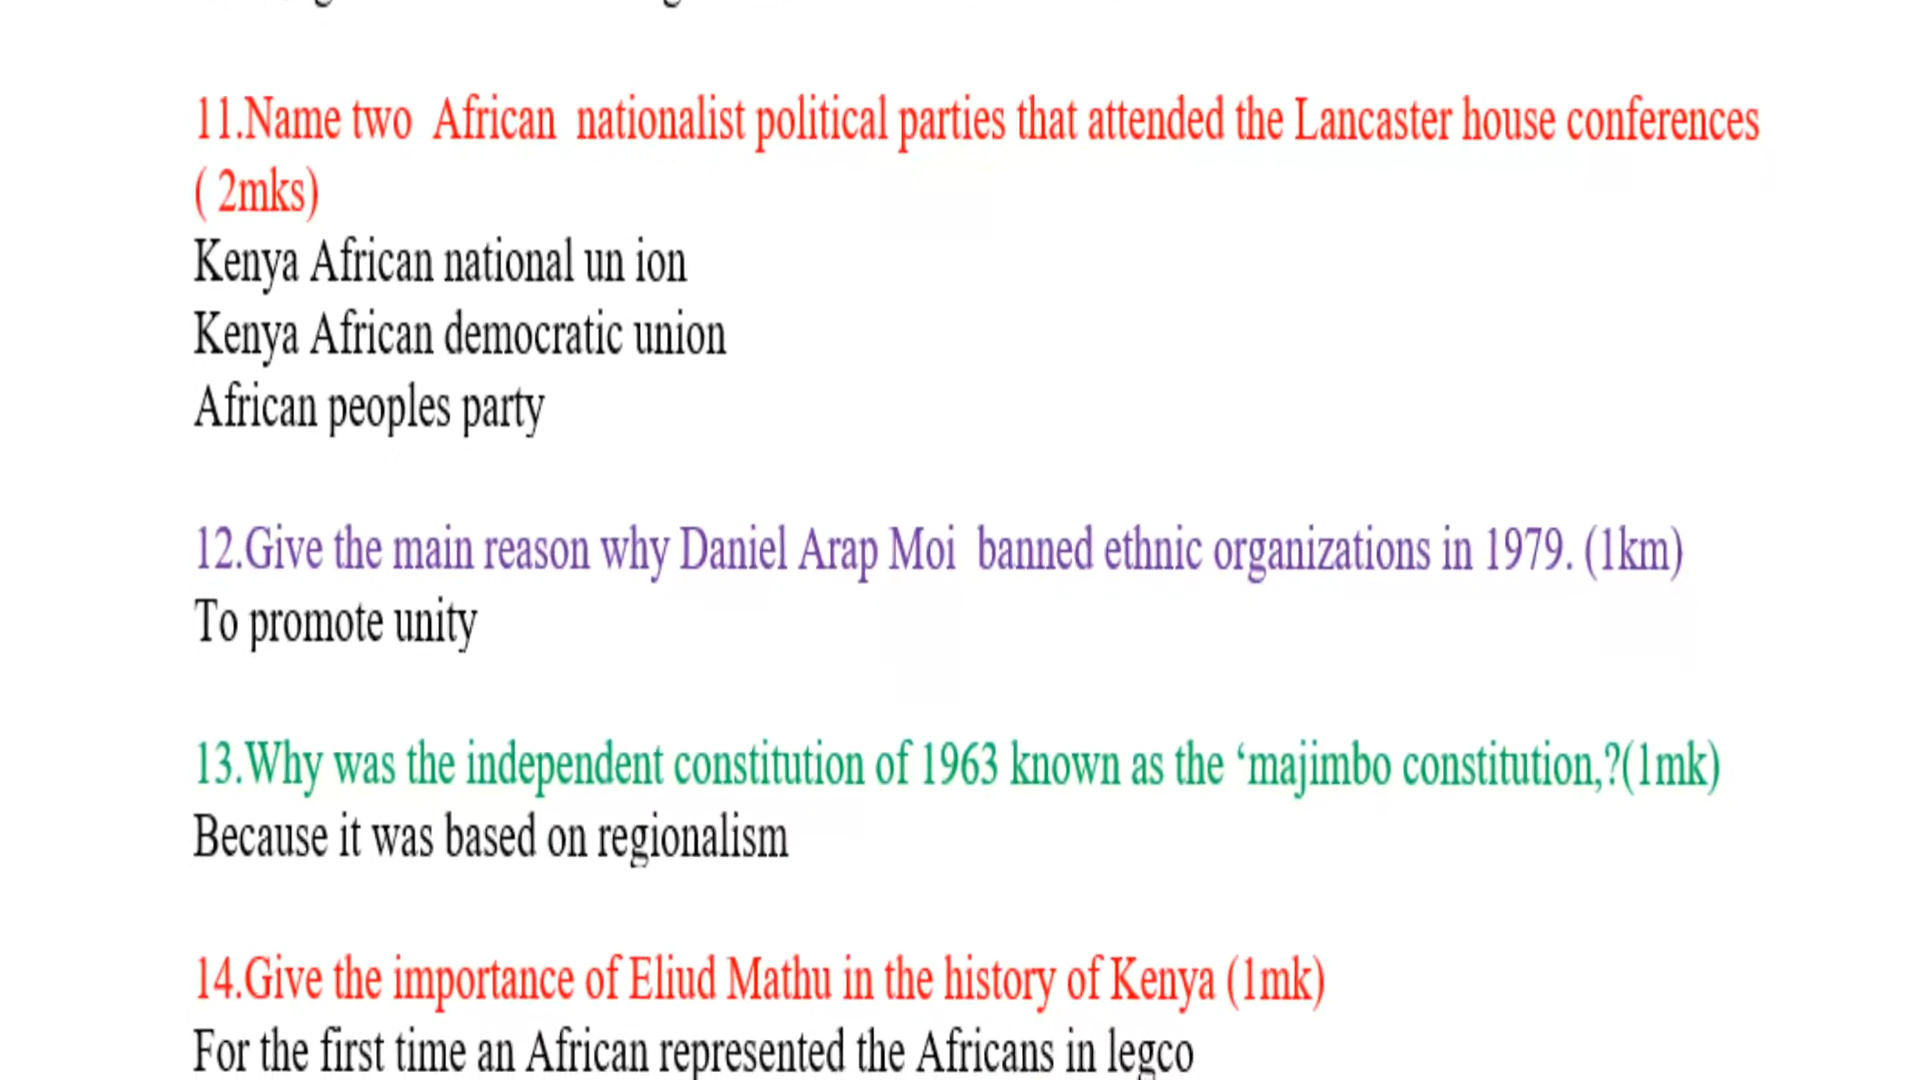 11.Name two African nationalist political parties that attended the Lancaster house conferences
( 2mks)
Kenya African national un ion
Kenya African democratic union
African peoples party
12.Give the main reason why Daniel Arap Moi banned ethnic organizations in 1979. (1km)
To promote unity
13.Why was the independent constitution of 1963 known as the ‘majimbo constitution,?(1mk)
Because it was based on regionalism
14.Give the importance of Eliud Mathu in the history of Kenya (1mk)
For the first time an African represented the Africans in legco